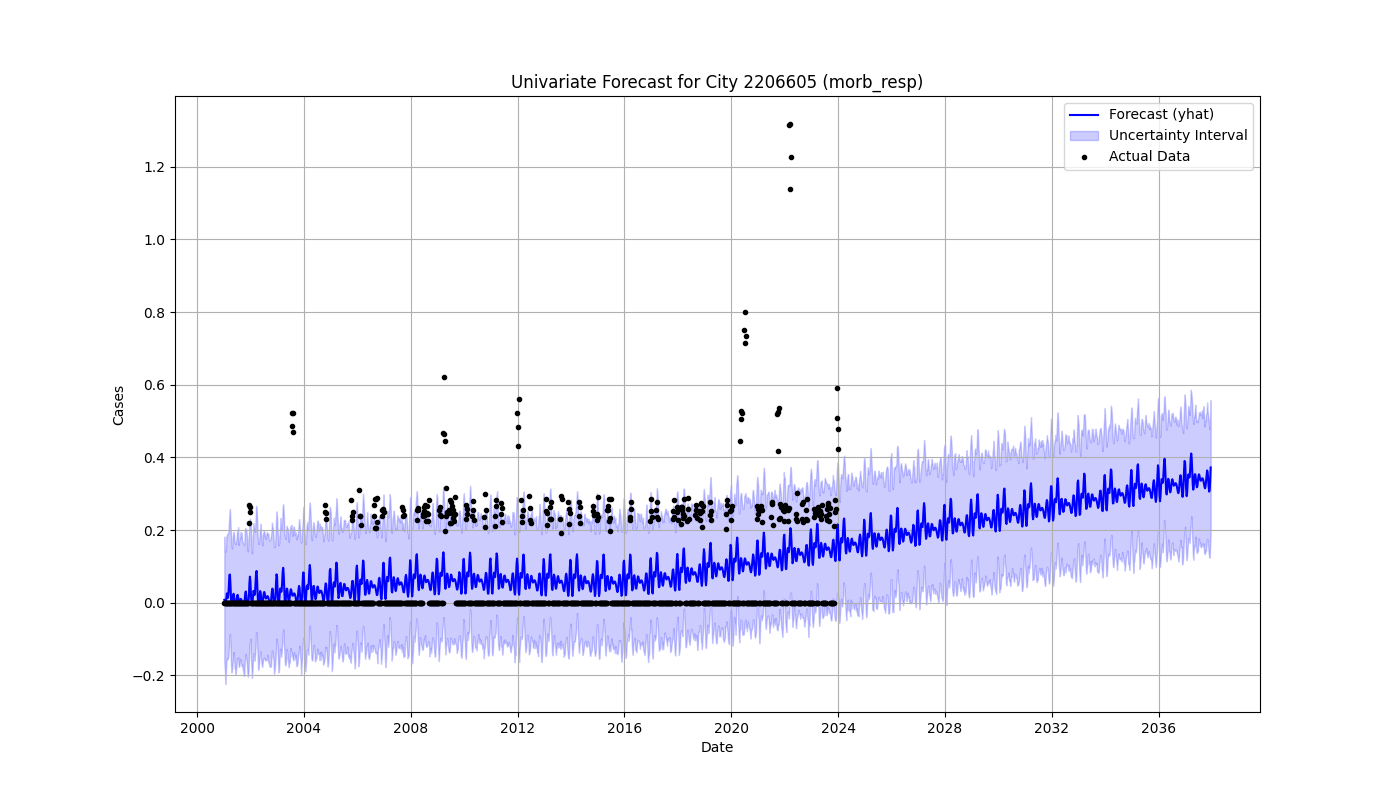 Univariate Forecast for City 2206605 (morb_resp)
Forecast (yhat)
Uncertainty Interval
Actual Data
Cases
1.2
1.0
0.8
0.6
0.4
0.2
0.0
−0.2
2000 2004 2008 2012 2016 2020 2024 2028 2032 2036
Date